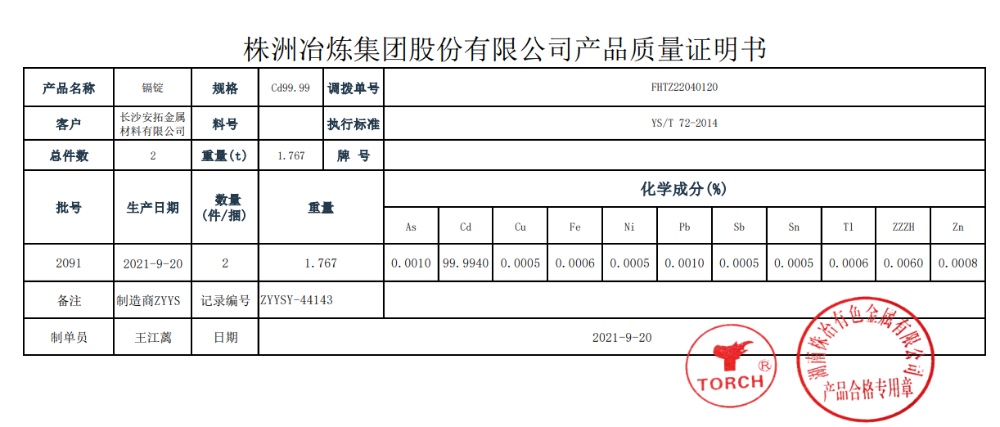 株洲冶炼集团股份有限公司产品质量证明书
产品名称 镉锭 规格 Cd99.99 调拨单号 FHTZ22040120
客户 长沙安拓金属材料有限公司 料号 执行标准 YS/T 72-2014
总件数 2 重量(t) 1.767 牌 号
批号 生产日期 数量(件/捆) 重量 化学成分(%)
As Cd Cu Fe Ni Pb Sb Sn Tl ZZZH Zn
2091 2021-9-20 2 1.767 0.0010 99.9940 0.0005 0.0006 0.0005 0.0010 0.0005 0.0005 0.0006 0.0060 0.0008
备注 制造商ZYYS 记录编号 ZYYSY-44143
制单员 王江蓠 日期 2021-9-20
TORCH ®
湖南株冶有色金属有限公司
产品合格专用章